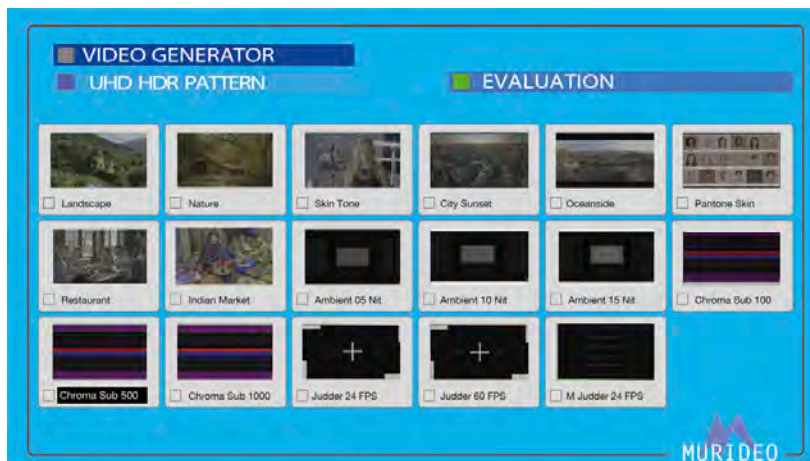 VIDEO GENERATOR
UHD HDR PATTERN
EVALUATION
Landscape
Nature
Skin Tone
City Sunset
Oceanside
Pantone Skin
Restaurant
Indian Market
Ambient 05 Nit
Ambient 10 Nit
Ambient 15 Nit
Chroma Sub 100
Chroma Sub 500
Chroma Sub 1000
Judder 24 FPS
Judder 60 FPS
M Judder 24 FPS
MURIDEO